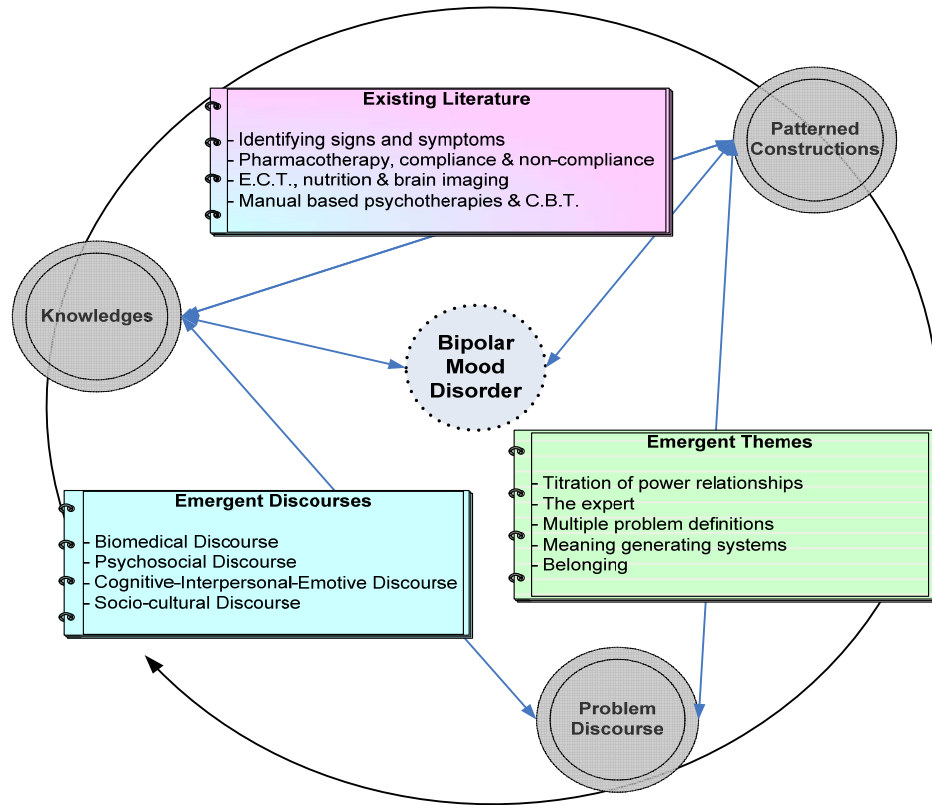 Existing Literature
- Identifying signs and symptoms
- Pharmacotherapy, compliance & non-compliance
- E.C.T., nutrition & brain imaging
- Manual based psychotherapies & C.B.T.
Patterned
Constructions
Knowledges
Bipolar
Mood
Disorder
Emergent Themes
- Titration of power relationships
- The expert
- Multiple problem definitions
- Meaning generating systems
- Belonging
Emergent Discourses
- Biomedical Discourse
- Psychosocial Discourse
- Cognitive-Interpersonal-Emotive Discourse
- Socio-cultural Discourse
Problem
Discourse